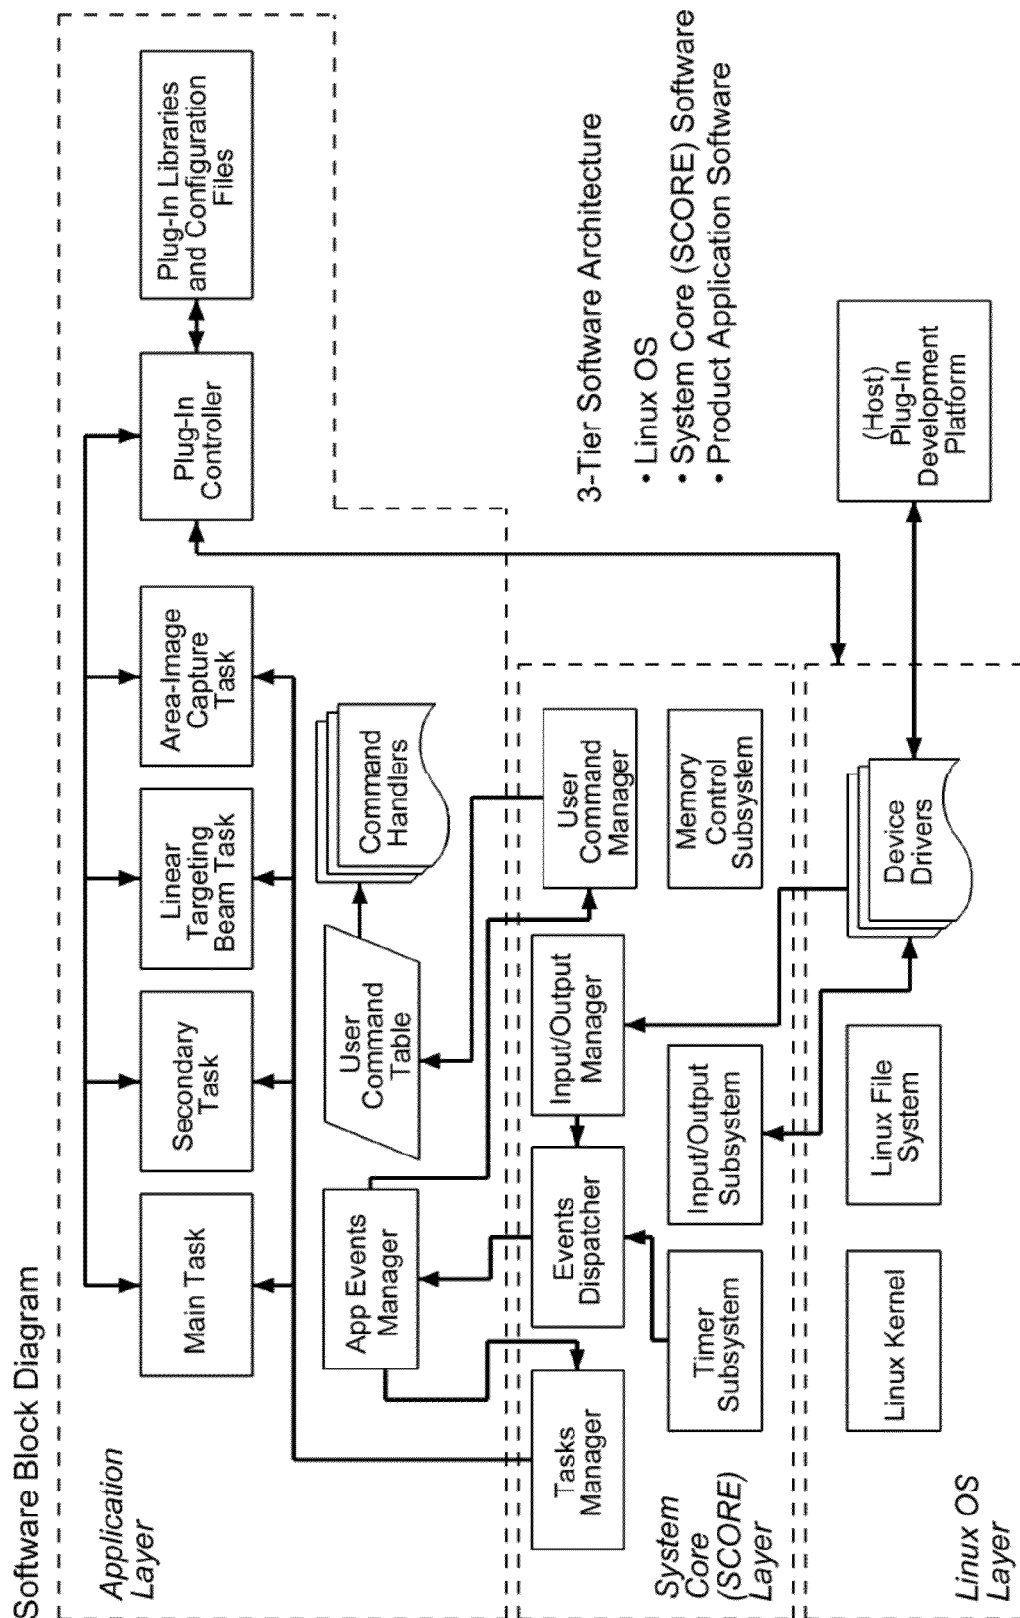 Software Block Diagram
Application
Layer
Main Task
Secondary
Task
Linear
Targeting
Beam Task
Area-Image
Capture
Task
Plug-In
Controller
Plug-In Libraries
and Configuration
Files
App Events
Manager
User
Command
Table
Command
Handlers
System
Core
(SCORE)
Layer
Tasks
Manager
Events
Dispatcher
Input/Output
Manager
User
Command
Manager
Timer
Subsystem
Input/Output
Subsystem
Memory
Control
Subsystem
3-Tier Software Architecture
• Linux OS
• System Core (SCORE) Software
• Product Application Software
Linux OS
Layer
Linux Kernel
Linux File
System
Device
Drivers
(Host)
Plug-In
Development
Platform